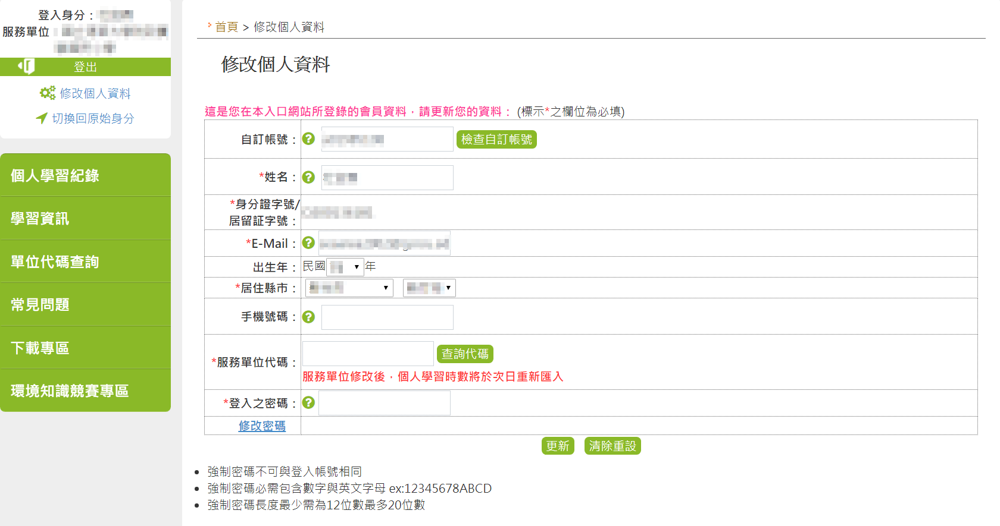 登入身分：
服務單位：
登出
修改個人資料
切換回原始身分
個人學習紀錄
學習資訊
單位代碼查詢
常見問題
下載專區
環境知識競賽專區
首頁 > 修改個人資料
修改個人資料
這是您在本入口網站所登錄的會員資料，請更新您的資料： (標示*之欄位為必填)
自訂帳號： 檢查自訂帳號
*姓名：
*身分證字號/
居留証字號：
*E-Mail：
出生年： 民國 年
*居住縣市：
手機號碼：
*服務單位代碼： 查詢代碼
服務單位修改後，個人學習時數將於次日重新匯入
*登入之密碼：
修改密碼
更新 清除重設
強制密碼不可與登入帳號相同
強制密碼必需包含數字與英文字母 ex:12345678ABCD
強制密碼長度最少需為12位數最多20位數